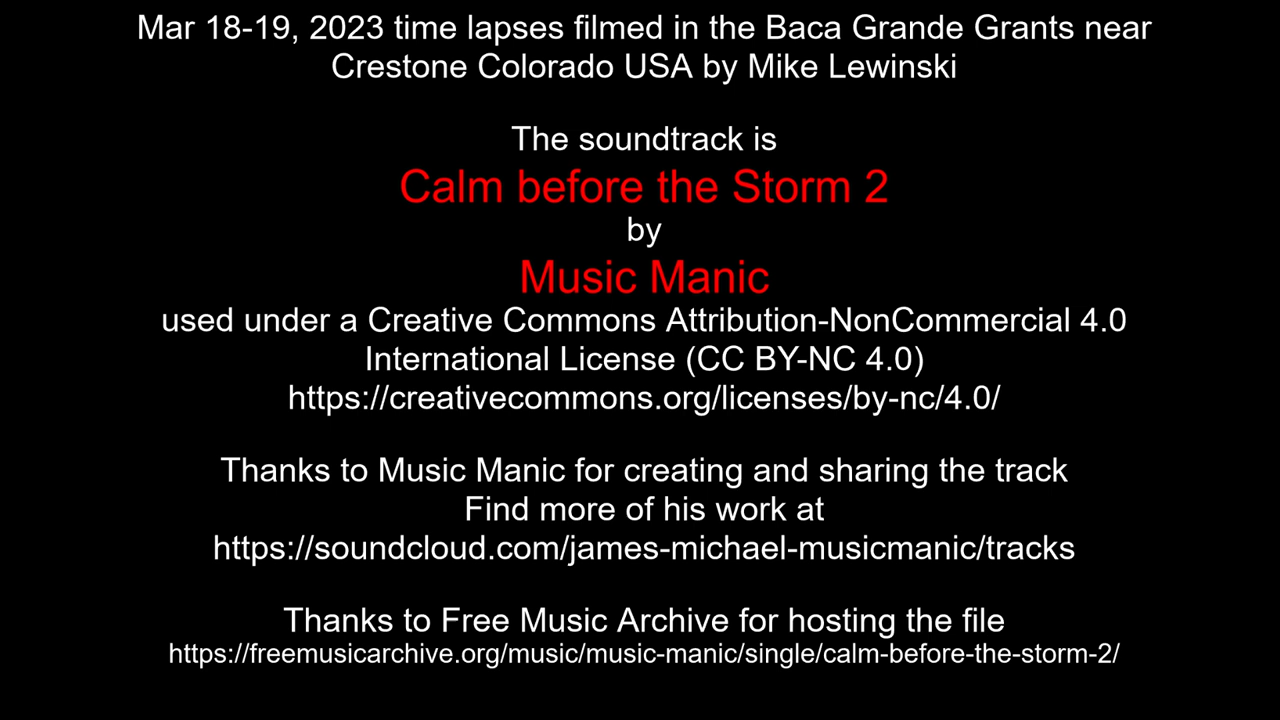 Mar 18-19, 2023 time lapses filmed in the Baca Grande Grants near
Crestone Colorado USA by Mike Lewinski
The soundtrack is
Calm before the Storm 2
by
Music Manic
used under a Creative Commons Attribution-NonCommercial 4.0
International License (CC BY-NC 4.0)
https://creativecommons.org/licenses/by-nc/4.0/
Thanks to Music Manic for creating and sharing the track
Find more of his work at
https://soundcloud.com/james-michael-musicmanic/tracks
Thanks to Free Music Archive for hosting the file
https://freemusicarchive.org/music/music-manic/single/calm-before-the-storm-2/